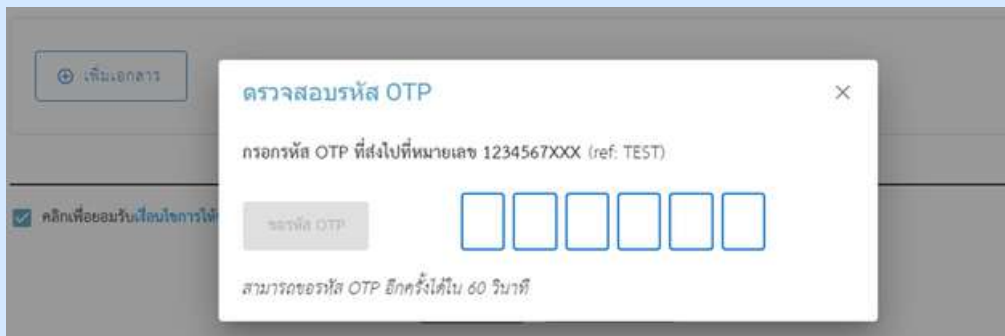 เพิ่มเอกสาร
ตรวจสอบรหัส OTP
กรอกรหัส OTP ที่ส่งไปที่หมายเลข 1234567XXX (ref: TEST)
คลิกเพื่อยอมรับเงื่อนไขการให้
ขอรหัส OTP
สามารถขอรหัส OTP อีกครั้งได้ใน 60 วินาที